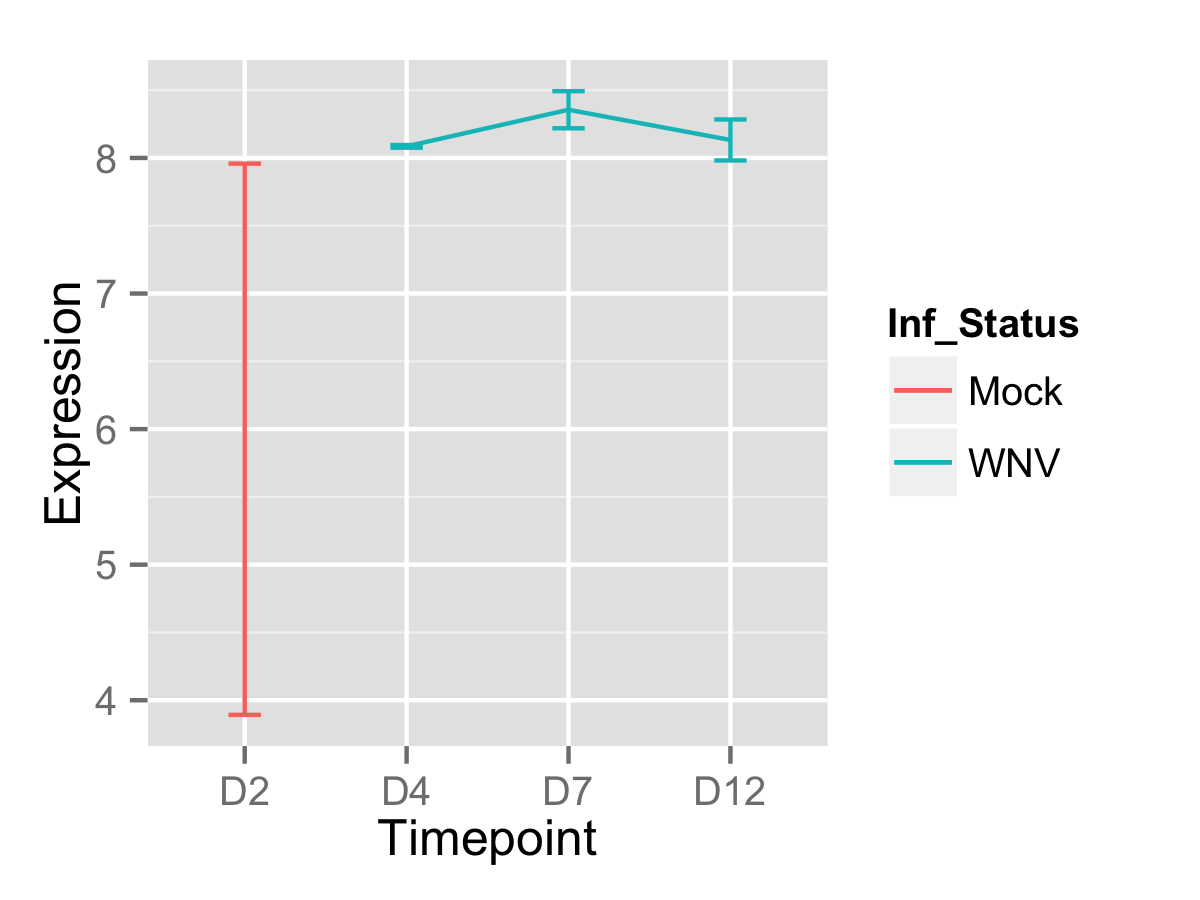 Expression
8
7
6
5
4
D2 D4 D7 D12
Timepoint
Inf_Status
Mock
WNV